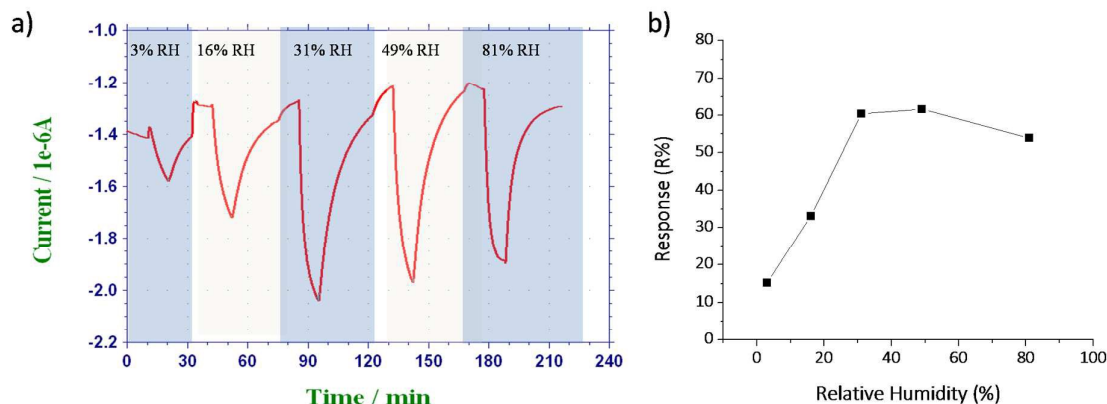 a)
b)
3% RH 16% RH 31% RH 49% RH 81% RH
-1.0
-1.2
-1.4
-1.6
-1.8
-2.0
-2.2
Current / 1e-6A
0 30 60 90 120 150 180 210 240
Time / min
80
70
60
50
40
30
20
10
0
Response (R%)
0 20 40 60 80 100
Relative Humidity (%)